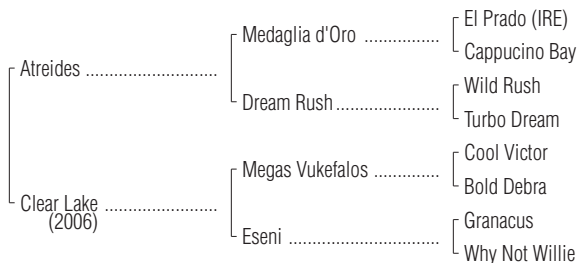 El Prado (IRE)
Medaglia d'Oro ..................
Cappucino Bay
Atreides ...............................
Wild Rush
Dream Rush ........................
Turbo Dream
Cool Victor
Megas Vukefalos ................
Bold Debra
Clear Lake ..........................
(2006)
Granacus
Eseni ...................................
Why Not Willie